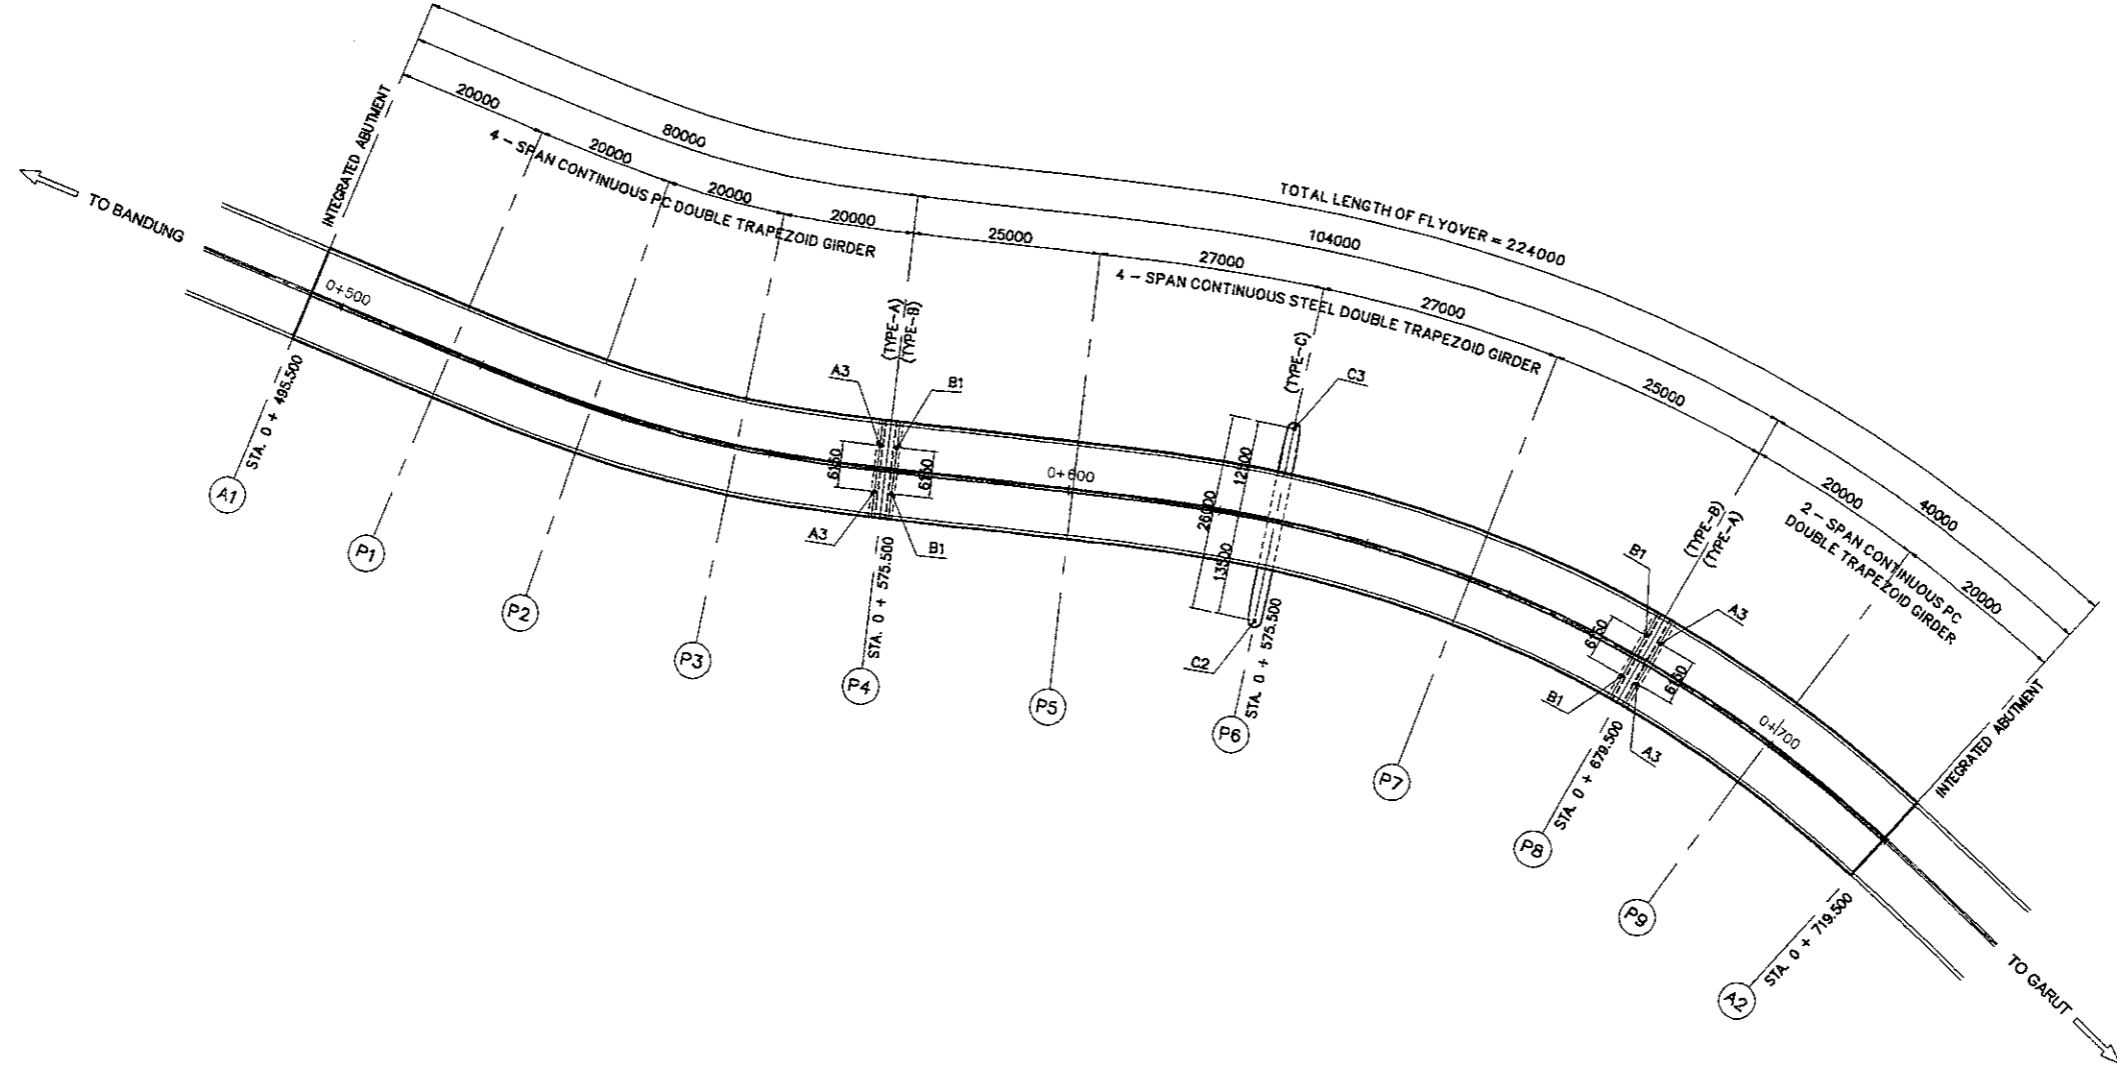 TOTAL LENGTH OF FLYOVER = 224000
80000
104000
40000
20000
20000
20000
20000
25000
27000
27000
25000
20000
20000
4 - SPAN CONTINUOUS PC DOUBLE TRAPEZOID GIRDER
4 - SPAN CONTINUOUS STEEL DOUBLE TRAPEZOID GIRDER
2 - SPAN CONTINUOUS PC
DOUBLE TRAPEZOID GIRDER
INTEGRATED ABUTMENT
TO BANDUNG
0+500
(TYPE-A)
(TYPE-B)
A3
B1
6150
6150
A3
B1
0+600
(TYPE-C)
C3
12500
26000
13500
C2
(TYPE-B)
(TYPE-A)
B1
A3
6150
6150
B1
A3
0+700
INTEGRATED ABUTMENT
TO GARUT
STA. 0 + 495.500
STA. 0 + 575.500
STA. 0 + 575.500
STA. 0 + 679.500
STA. 0 + 719.500
A1
P1
P2
P3
P4
P5
P6
P7
P8
P9
A2